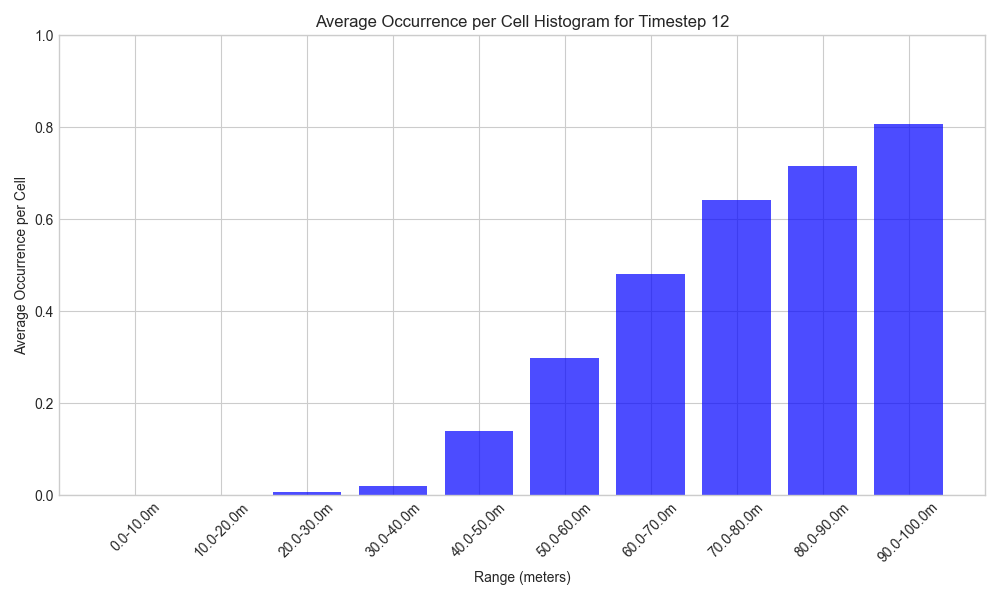 Average Occurrence per Cell Histogram for Timestep 12
Average Occurrence per Cell
1.0
0.8
0.6
0.4
0.2
0.0
0.0-10.0m
10.0-20.0m
20.0-30.0m
30.0-40.0m
40.0-50.0m
50.0-60.0m
60.0-70.0m
70.0-80.0m
80.0-90.0m
90.0-100.0m
Range (meters)